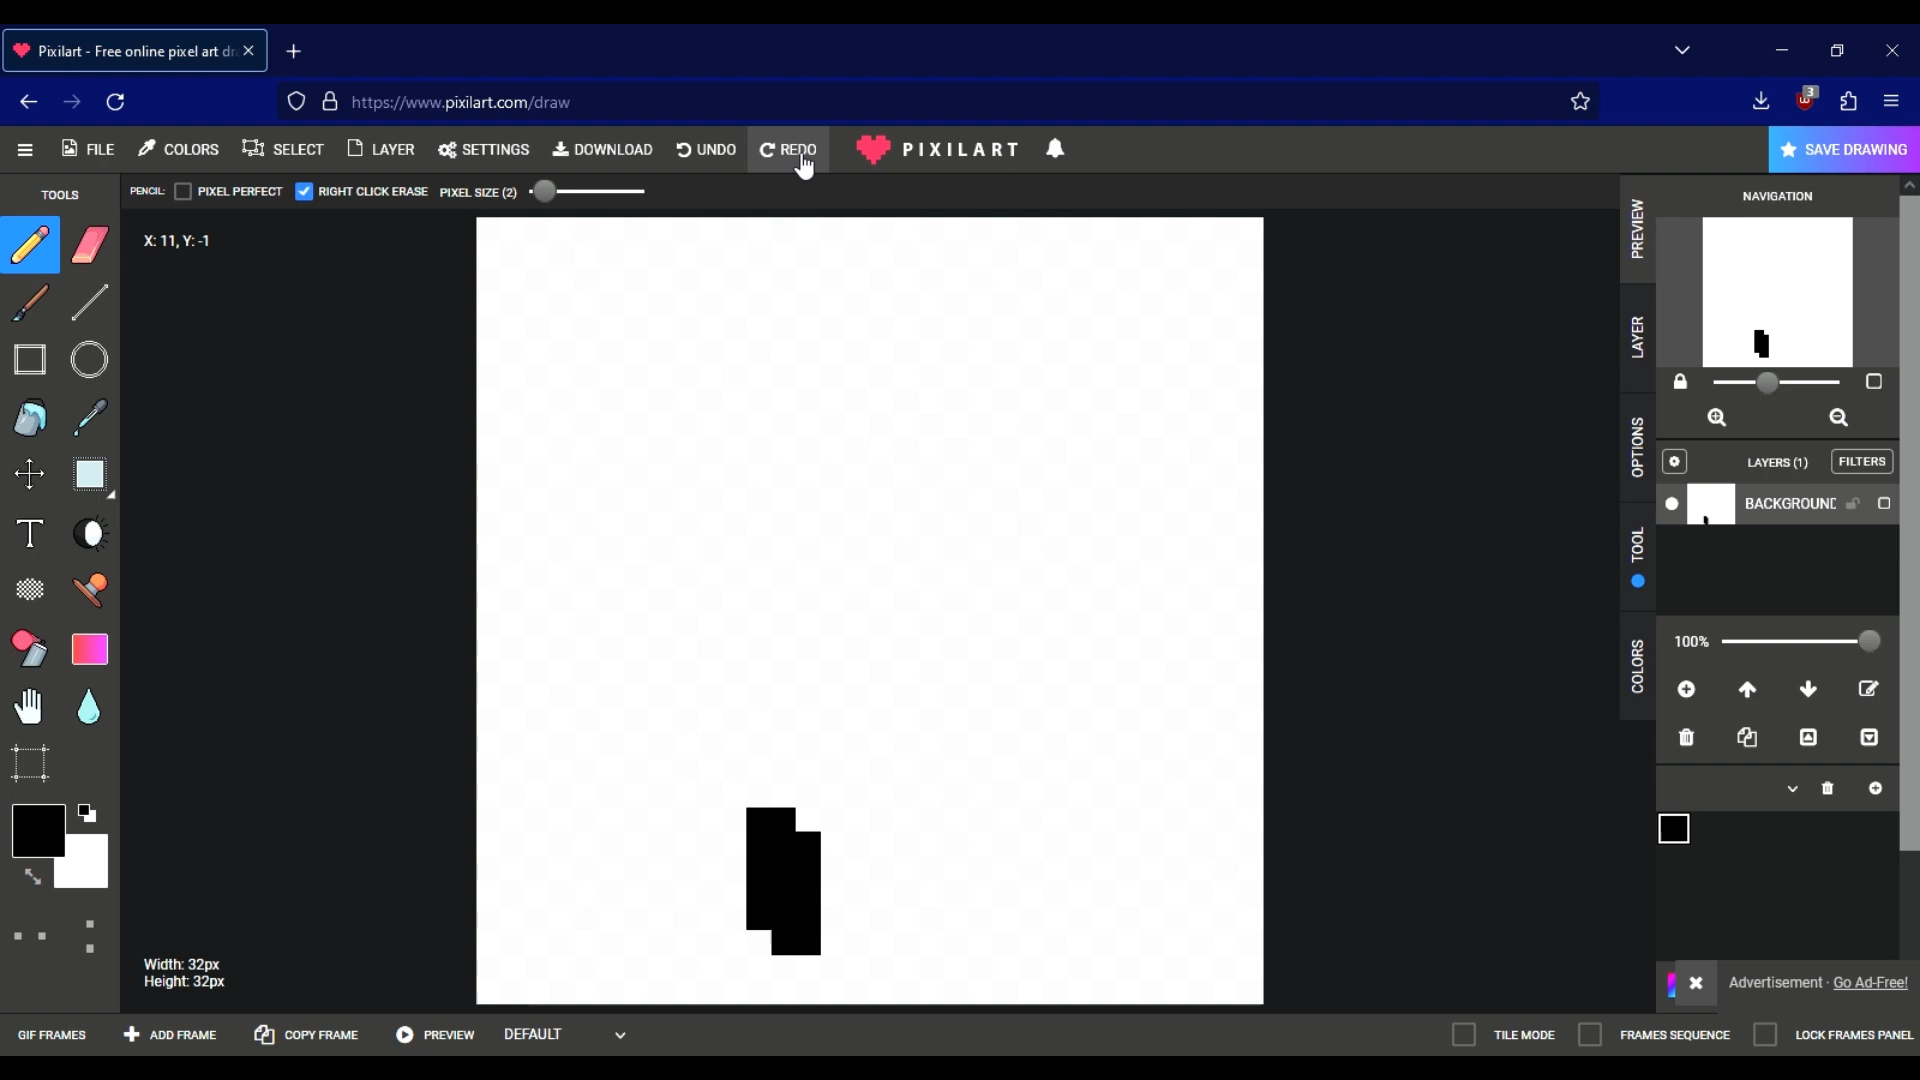 Pixilart - Free online pixel art dr
https://www.pixilart.com/draw
3
FILE COLORS SELECT LAYER SETTINGS DOWNLOAD UNDO REDO PIXILART SAVE DRAWING
TOOLS
PENCIL: PIXEL PERFECT RIGHT CLICK ERASE PIXEL SIZE (2)
NAVIGATION
X: 11, Y: -1
PREVIEW
LAYER
OPTIONS
TOOL
COLORS
LAYERS (1) FILTERS
BACKGROUND
100%
Width: 32px
Height: 32px
Advertisement · Go Ad-Free!
GIF FRAMES ADD FRAME COPY FRAME PREVIEW DEFAULT TILE MODE FRAMES SEQUENCE LOCK FRAMES PANEL